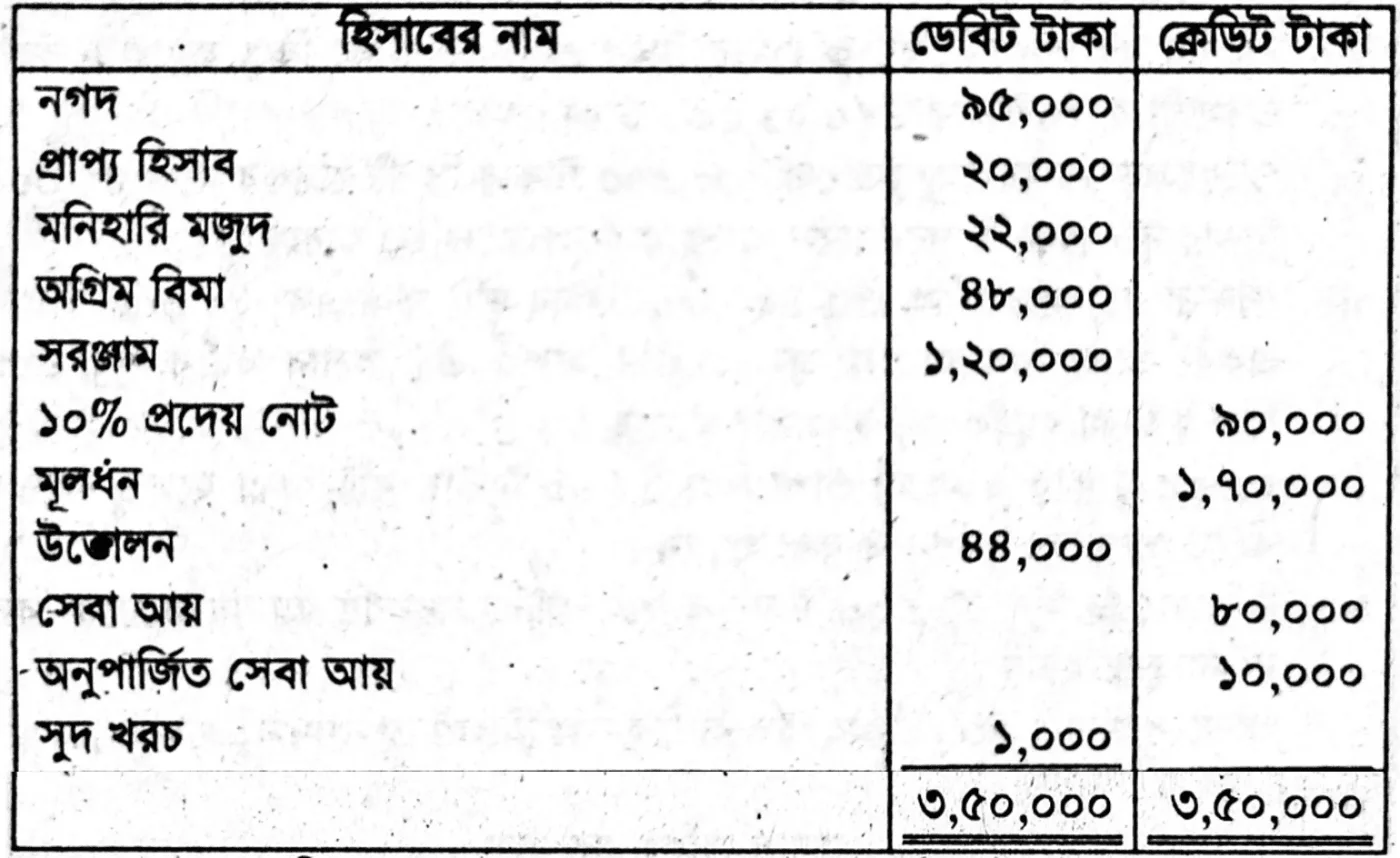 হিসাবের নাম ডেবিট টাকা ক্রেডিট টাকা
নগদ ৯৫,০০০
প্রাপ্য হিসাব ২০,০০০
মনিহারি মজুদ ২২,০০০
অগ্রিম বিমা ৪৮,০০০
সরঞ্জাম ১,২০,০০০
১০% প্রদেয় নোট ৯০,০০০
মূলধন ১,৭০,০০০
উত্তোলন ৪৪,০০০
সেবা আয় ৮০,০০০
অনুপার্জিত সেবা আয় ১০,০০০
সুদ খরচ ১,০০০
৩,৫০,০০০ ৩,৫০,০০০